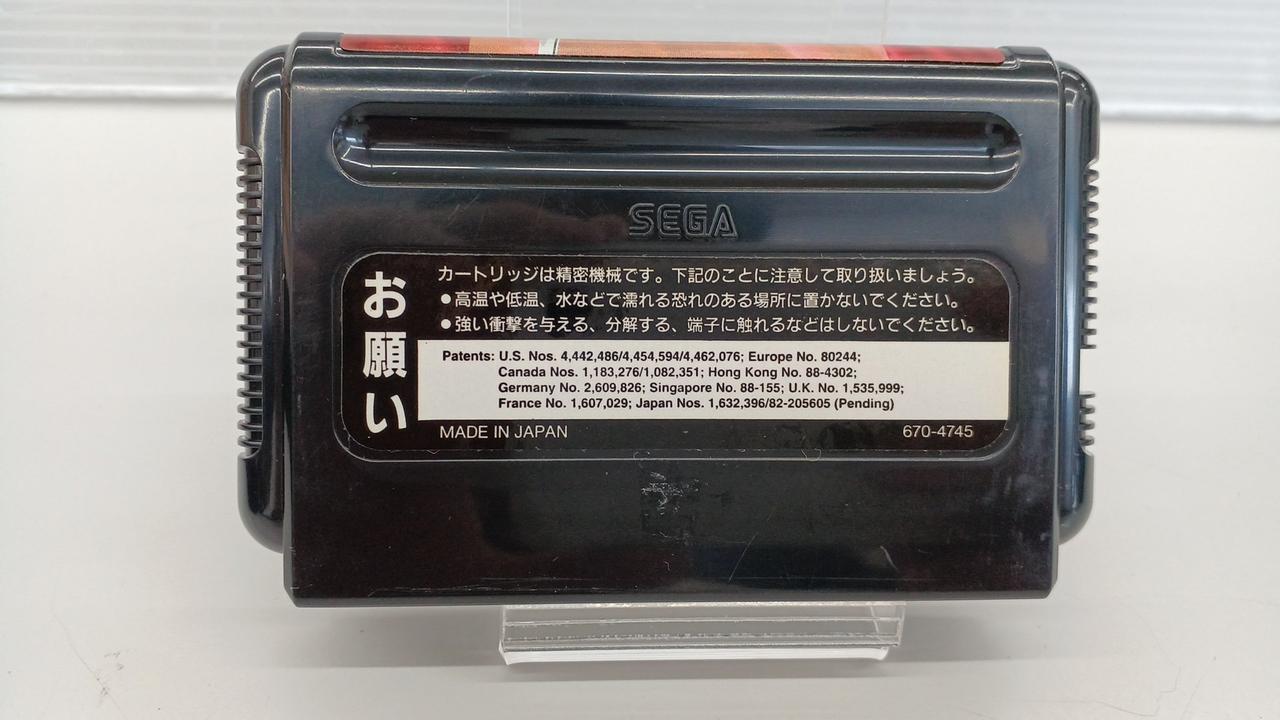 SEGA
お願い
カートリッジは精密機械です。下記のことに注意して取り扱いましょう。
●高温や低温、水などで濡れる恐れのある場所に置かないでください。
●強い衝撃を与える、分解する、端子に触れるなどはしないでください。
Patents: U.S. Nos. 4,442,486/4,454,594/4,462,076; Europe No. 80244;
Canada Nos. 1,183,276/1,082,351; Hong Kong No. 88-4302;
Germany No. 2,609,826; Singapore No. 88-155; U.K. No. 1,535,999;
France No. 1,607,029; Japan Nos. 1,632,396/82-205605 (Pending)
MADE IN JAPAN 670-4745